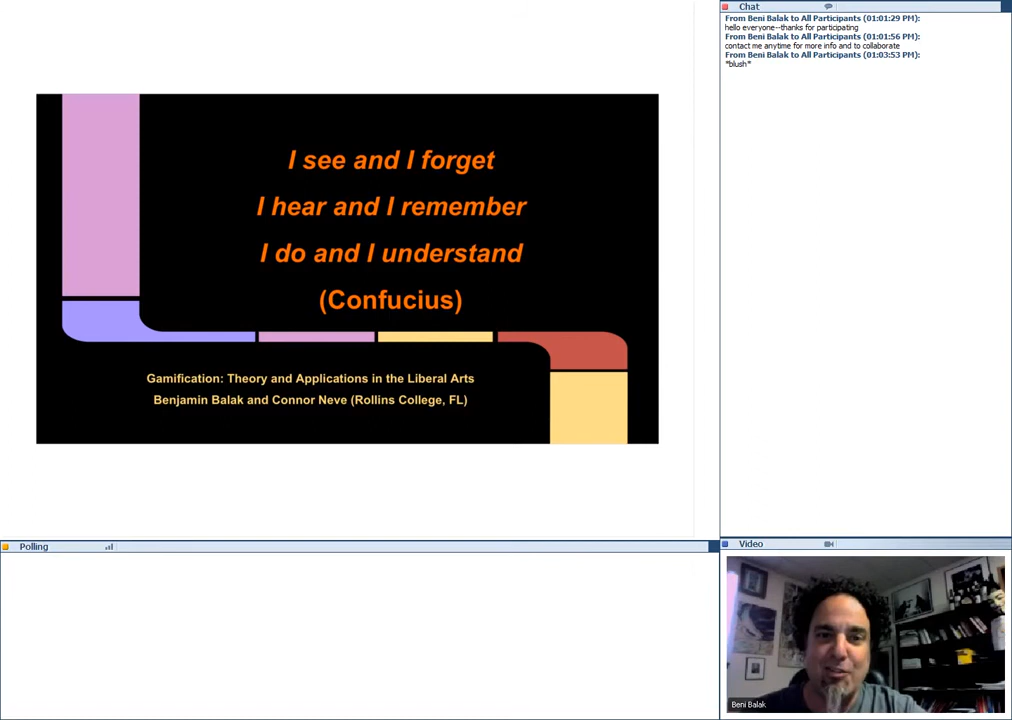 I see and I forget
I hear and I remember
I do and I understand
(Confucius)
Gamification: Theory and Applications in the Liberal Arts
Benjamin Balak and Connor Neve (Rollins College, FL)
Chat
From Beni Balak to All Participants (01:01:29 PM):
hello everyone--thanks for participating
From Beni Balak to All Participants (01:01:56 PM):
contact me anytime for more info and to collaborate
From Beni Balak to All Participants (01:03:53 PM):
*blush*
Polling
Video
Beni Balak